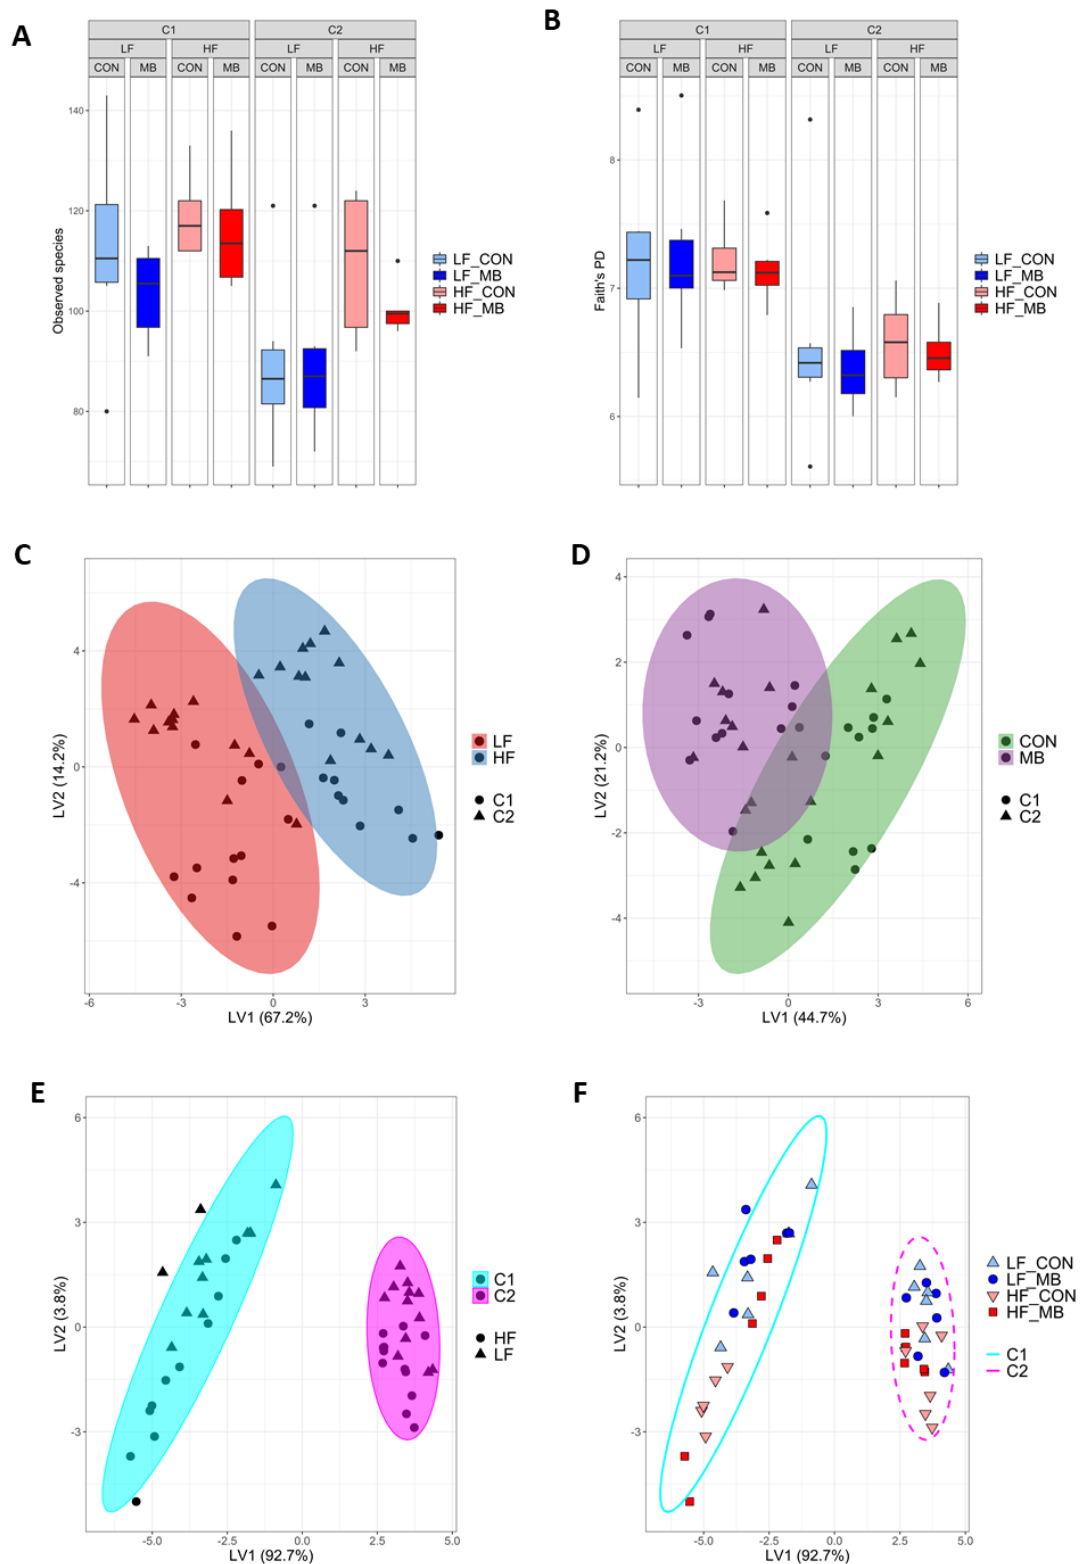 A
C1 C2
LF HF LF HF
CON MB CON MB CON MB CON MB
140
120
100
80
Observed species
LF_CON
LF_MB
HF_CON
HF_MB
B
C1 C2
LF HF LF HF
CON MB CON MB CON MB CON MB
8
7
6
Faith's PD
LF_CON
LF_MB
HF_CON
HF_MB
C
4
0
-4
LV2 (14.2%)
-6 -3 0 3
LV1 (67.2%)
LF
HF
C1
C2
D
4
2
0
-2
-4
LV2 (21.2%)
-3 0 3 6
LV1 (44.7%)
CON
MB
C1
C2
E
6
3
0
-3
LV2 (3.8%)
-5.0 -2.5 0.0 2.5 5.0
LV1 (92.7%)
C1
C2
HF
LF
F
6
3
0
-3
LV2 (3.8%)
-5.0 -2.5 0.0 2.5 5.0
LV1 (92.7%)
LF_CON
LF_MB
HF_CON
HF_MB
C1
C2